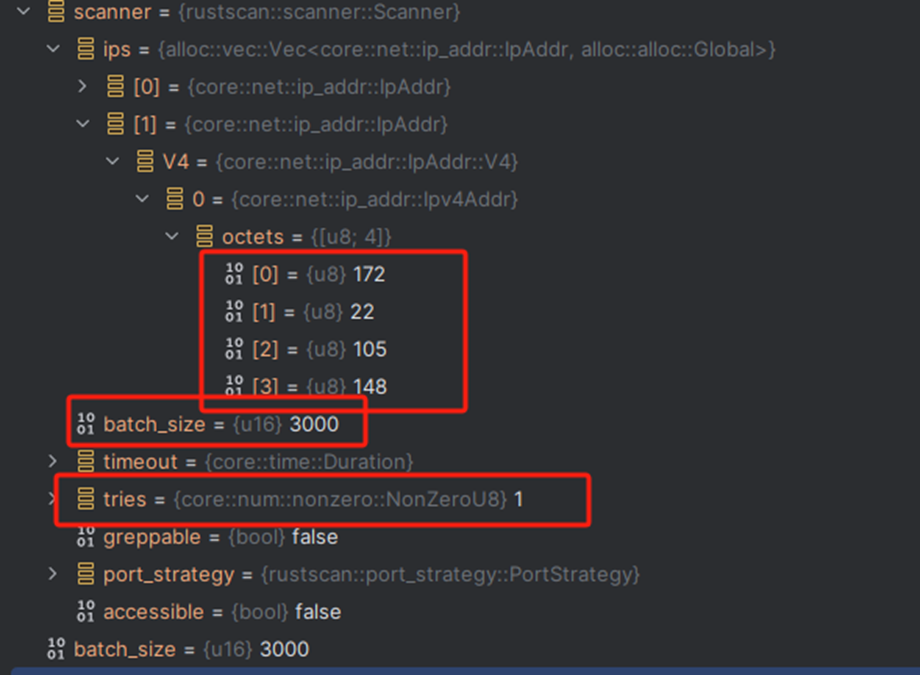 scanner = {rustscan::scanner::Scanner}
ips = {alloc::vec::Vec<core::net::ip_addr::IpAddr, alloc::alloc::Global>}
[0] = {core::net::ip_addr::IpAddr}
[1] = {core::net::ip_addr::IpAddr}
V4 = {core::net::ip_addr::IpAddr::V4}
0 = {core::net::ip_addr::Ipv4Addr}
octets = {[u8; 4]}
10 01 [0] = {u8} 172
10 01 [1] = {u8} 22
10 01 [2] = {u8} 105
10 01 [3] = {u8} 148
10 01 batch_size = {u16} 3000
timeout = {core::time::Duration}
tries = {core::num::nonzero::NonZeroU8} 1
10 01 greppable = {bool} false
port_strategy = {rustscan::port_strategy::PortStrategy}
10 01 accessible = {bool} false
10 01 batch_size = {u16} 3000